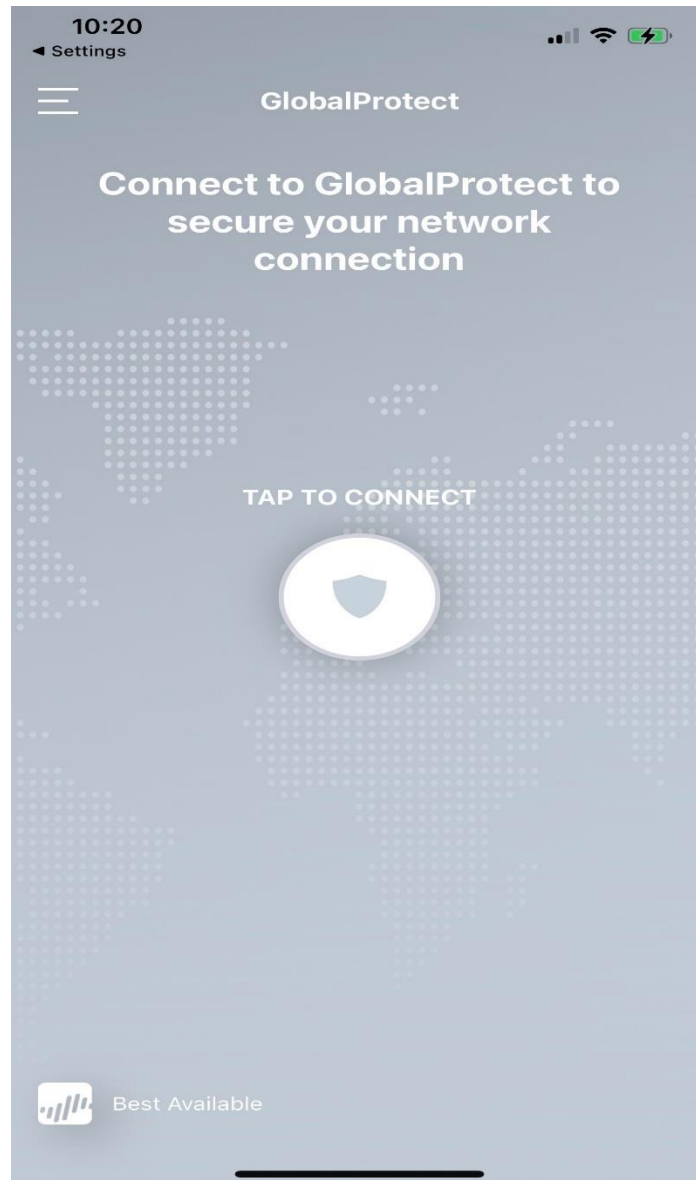 10:20
◀ Settings
GlobalProtect
Connect to GlobalProtect to
secure your network
connection
TAP TO CONNECT
Best Available